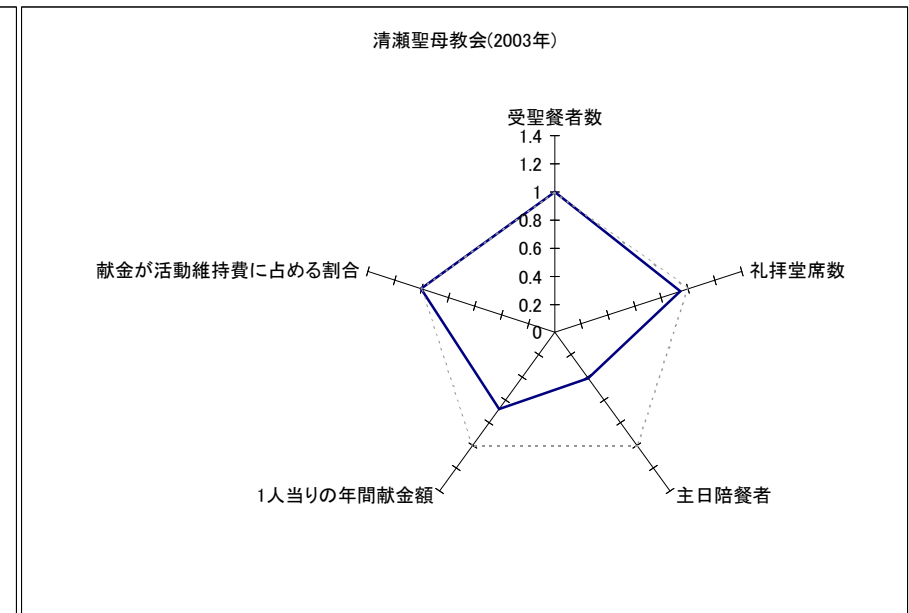 清瀬聖母教会(2003年)
受聖餐者数
1.4
1.2
1
0.8
0.6
0.4
0.2
0
礼拝堂席数
主日陪餐者
1人当りの年間献金額
献金が活動維持費に占める割合